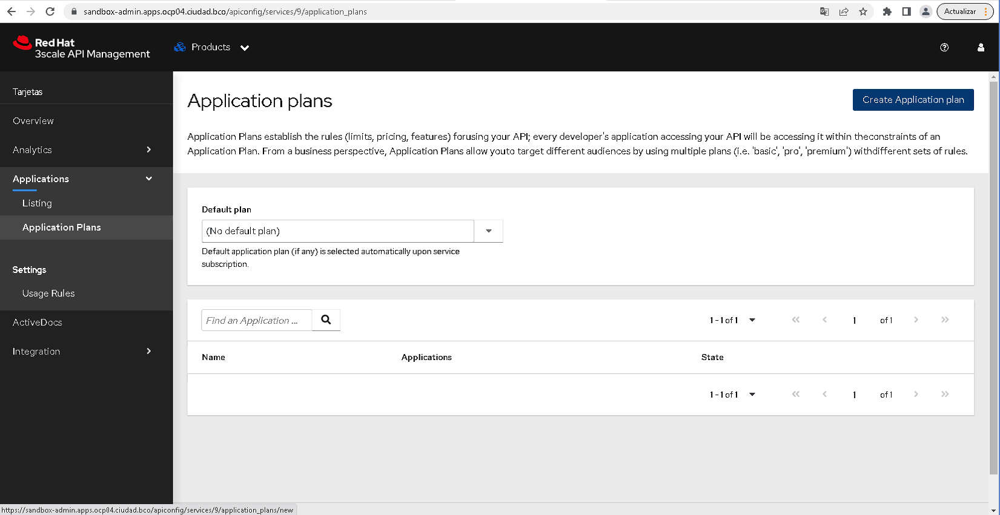 sandbox-admin.apps.ocp04.ciudad.bco/apiconfig/services/9/application_plans
Actualizar
Red Hat
3scale API Management
Products
Tarjetas
Overview
Analytics
Applications
Listing
Application Plans
Settings
Usage Rules
ActiveDocs
Integration
Application plans
Create Application plan
Application Plans establish the rules (limits, pricing, features) forusing your API; every developer's application accessing your API will be accessing it within theconstraints of an
Application Plan. From a business perspective, Application Plans allow youto target different audiences by using multiple plans (i.e. 'basic', 'pro', 'premium') withdifferent sets of rules.
Default plan
(No default plan)
Default application plan (if any) is selected automatically upon service
subscription.
Find an Application ...
1 - 1 of 1
1 of 1
Name Applications State
1 - 1 of 1
1 of 1
https://sandbox-admin.apps.ocp04.ciudad.bco/apiconfig/services/9/application_plans/new